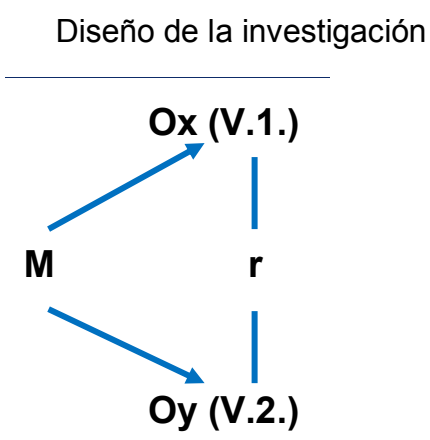 Diseño de la investigación
Ox (V.1.)
M
r
Oy (V.2.)